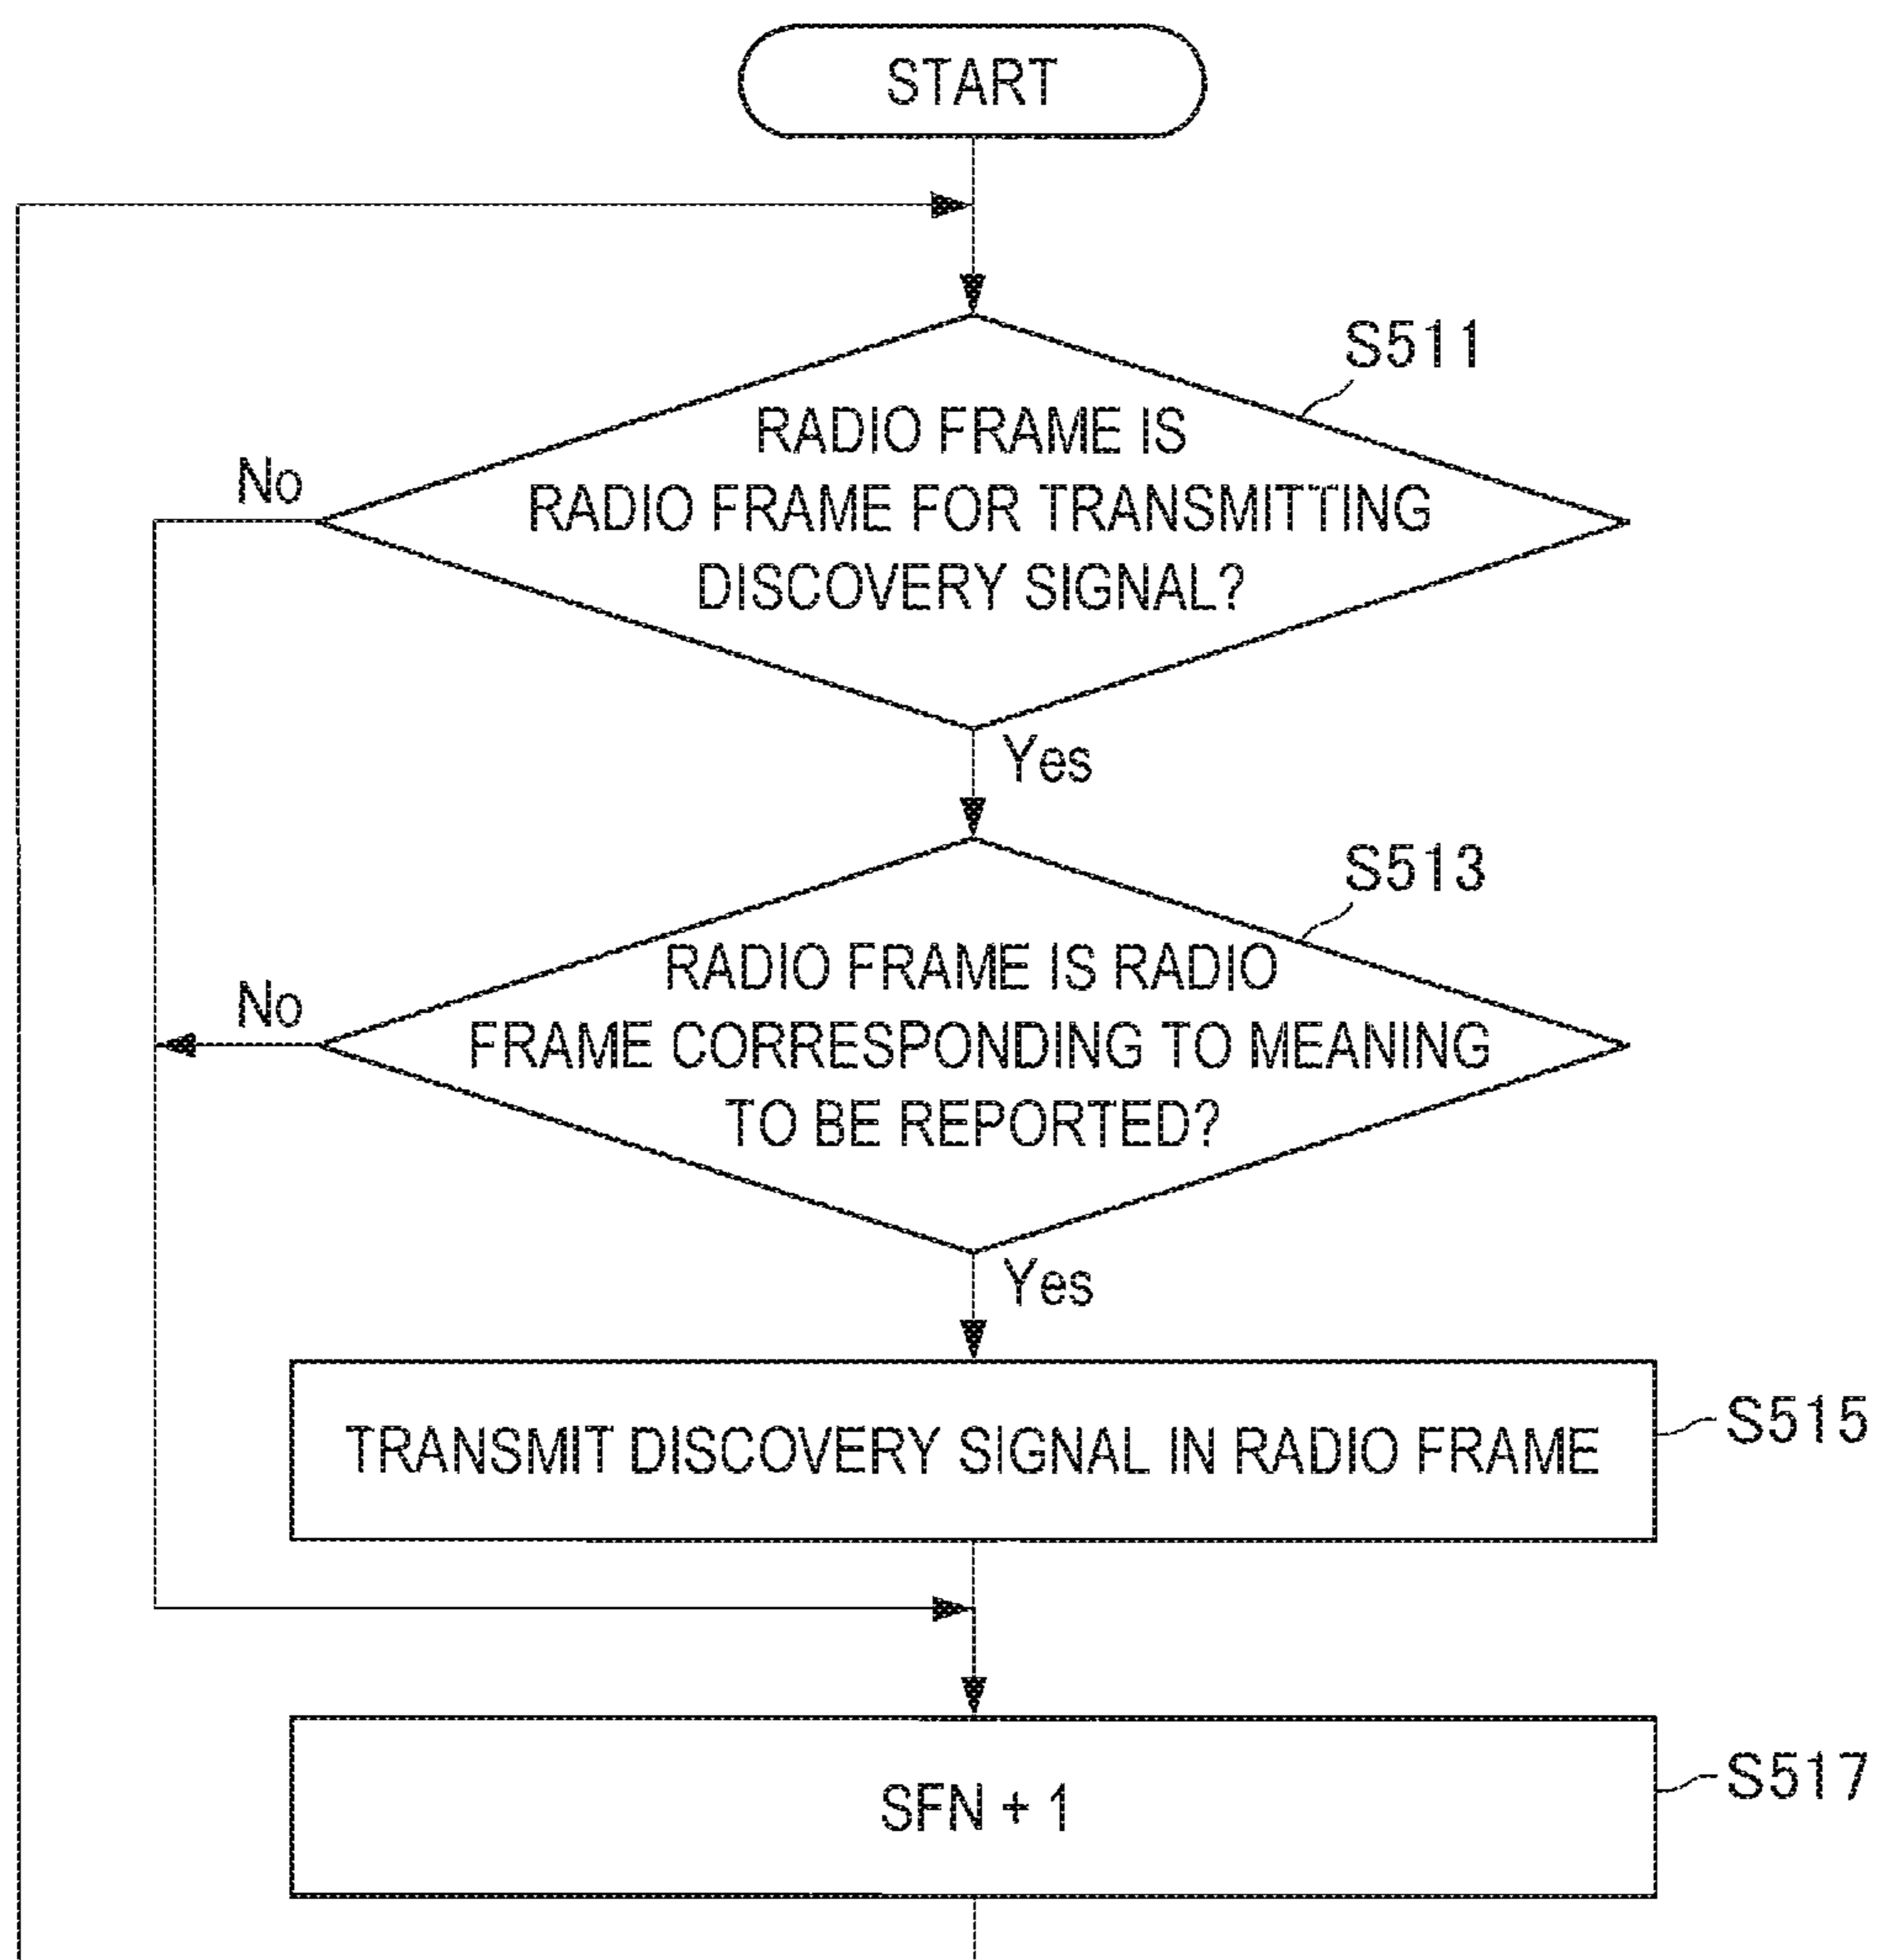 START
S511
RADIO FRAME IS
RADIO FRAME FOR TRANSMITTING
DISCOVERY SIGNAL?
No
Yes
S513
RADIO FRAME IS RADIO
FRAME CORRESPONDING TO MEANING
TO BE REPORTED?
No
Yes
TRANSMIT DISCOVERY SIGNAL IN RADIO FRAME
S515
SFN + 1
S517